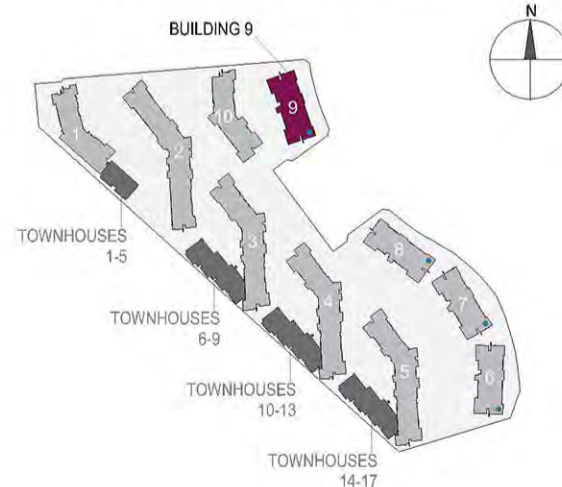 N
BUILDING 9
9
10
1
2
TOWNHOUSES
1-5
3
8
TOWNHOUSES
6-9
4
7
TOWNHOUSES
10-13
5
6
TOWNHOUSES
14-17